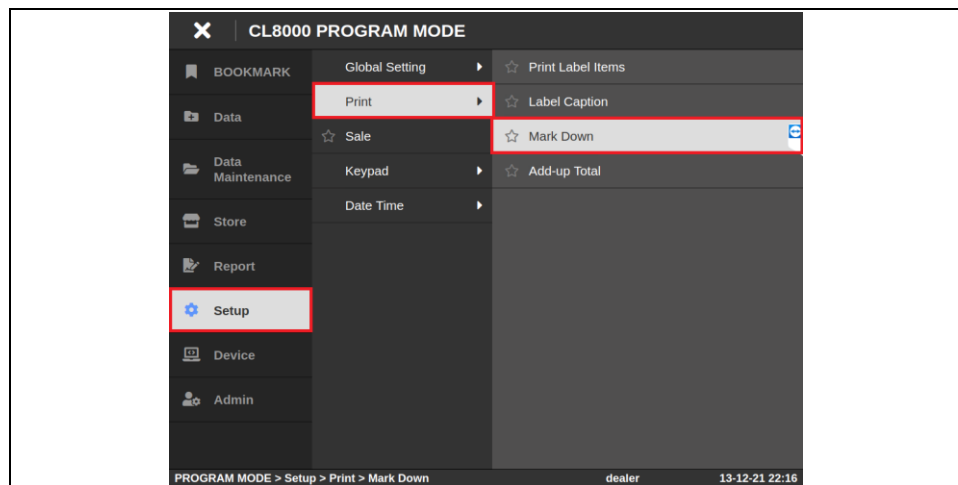 CL8000 PROGRAM MODE
BOOKMARK
Data
Data
Maintenance
Store
Report
Setup
Device
Admin
Global Setting
Print
Sale
Keypad
Date Time
Print Label Items
Label Caption
Mark Down
Add-up Total
PROGRAM MODE > Setup > Print > Mark Down dealer 13-12-21 22:16